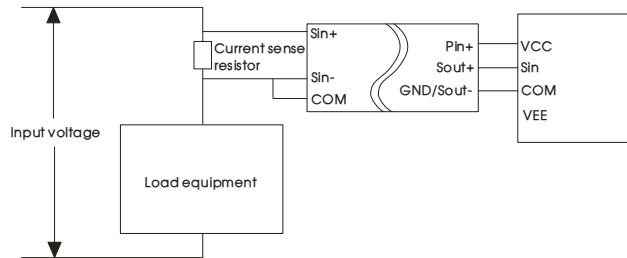 Sin+
Current sense
resistor
Sin-
COM
Pin+
Sout+
GND/Sout-
VCC
Sin
COM
VEE
Input voltage
Load equipment